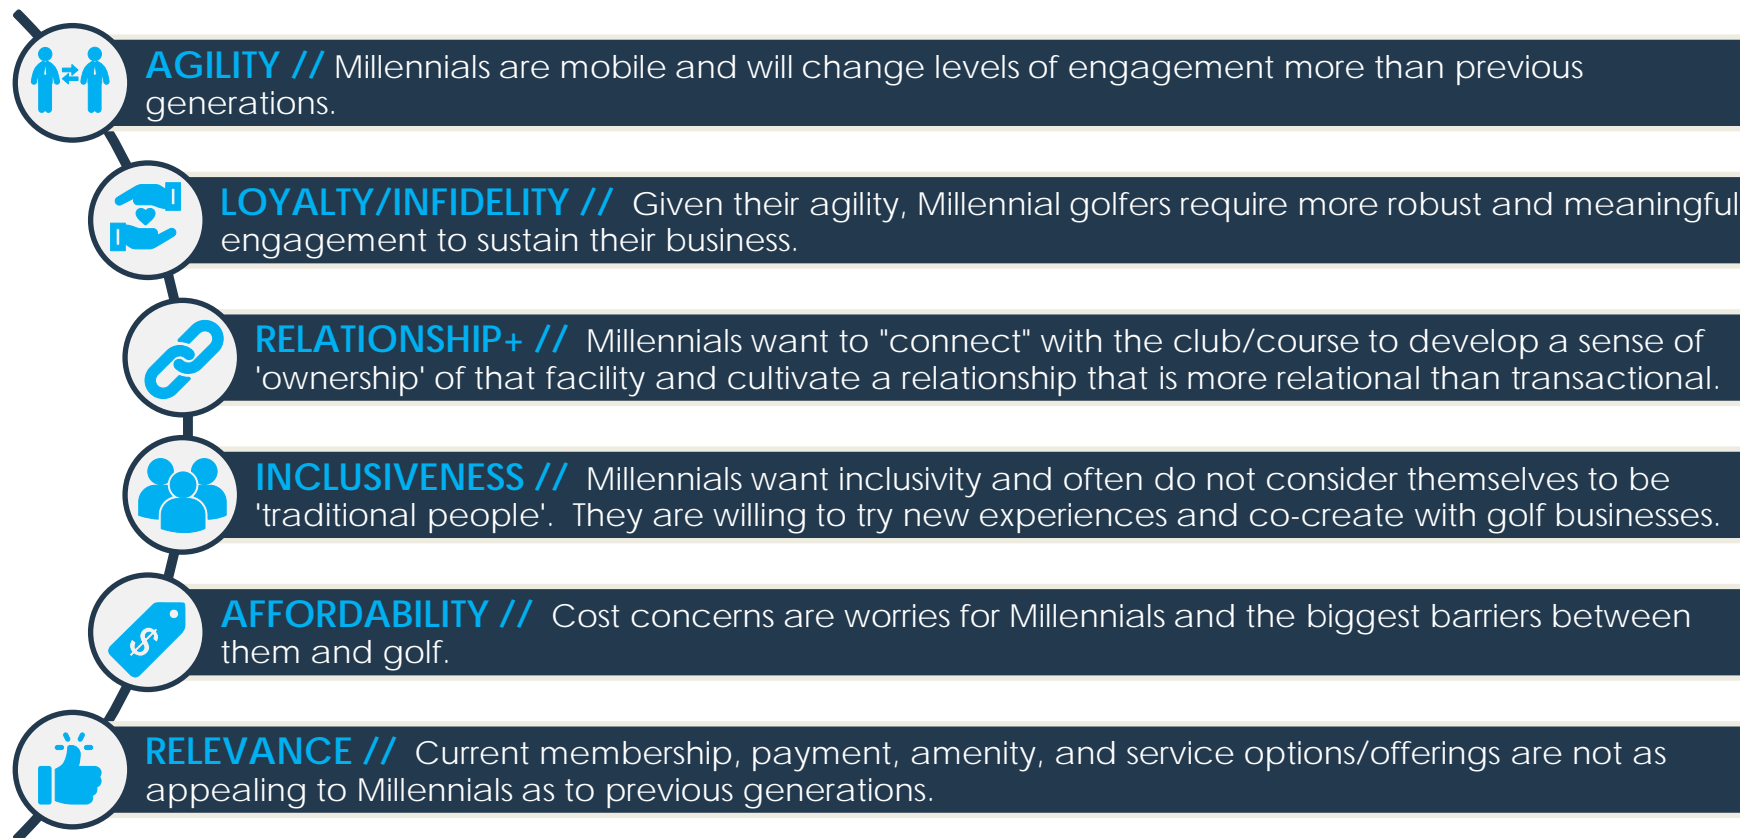 AGILITY // Millennials are mobile and will change levels of engagement more than previous
generations.
LOYALTY/INFIDELITY // Given their agility, Millennial golfers require more robust and meaningful
engagement to sustain their business.
RELATIONSHIP+ // Millennials want to "connect" with the club/course to develop a sense of
'ownership' of that facility and cultivate a relationship that is more relational than transactional.
INCLUSIVENESS // Millennials want inclusivity and often do not consider themselves to be
'traditional people'. They are willing to try new experiences and co-create with golf businesses.
AFFORDABILITY // Cost concerns are worries for Millennials and the biggest barriers between
them and golf.
$
RELEVANCE // Current membership, payment, amenity, and service options/offerings are not as
appealing to Millennials as to previous generations.